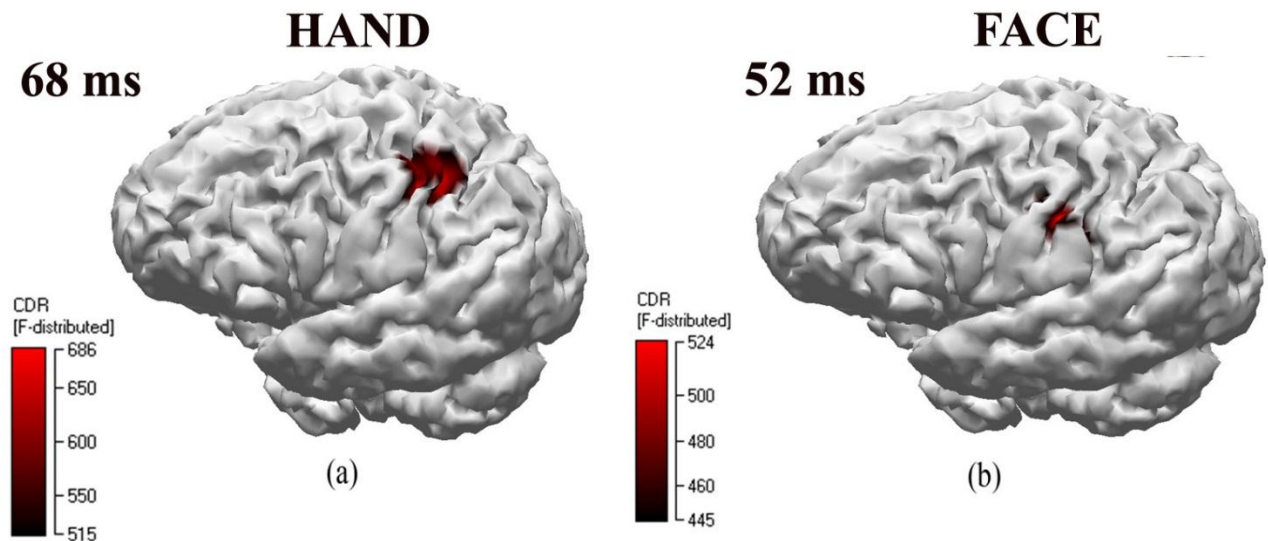 HAND
68 ms
CDR
[F-distributed]
686
650
600
550
515
(a)
FACE
52 ms
CDR
[F-distributed]
524
500
480
460
445
(b)